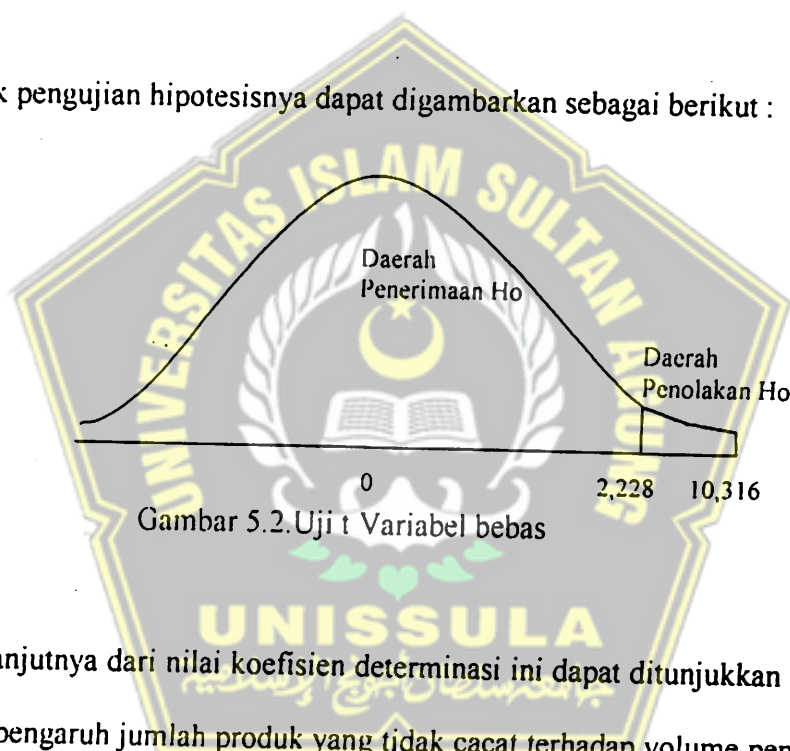 k pengujian hipotesisnya dapat digambarkan sebagai berikut :
UNIVERSITAS ISLAM SULTAN AGUNG
Daerah
Penerimaan Ho
Daerah
Penolakan Ho
0 2,228 10,316
Gambar 5.2.Uji t Variabel bebas
UNISSULA
anjutnya dari nilai koefisien determinasi ini dapat ditunjukkan
pengaruh jumlah produk yang tidak cacat terhadap volume pen